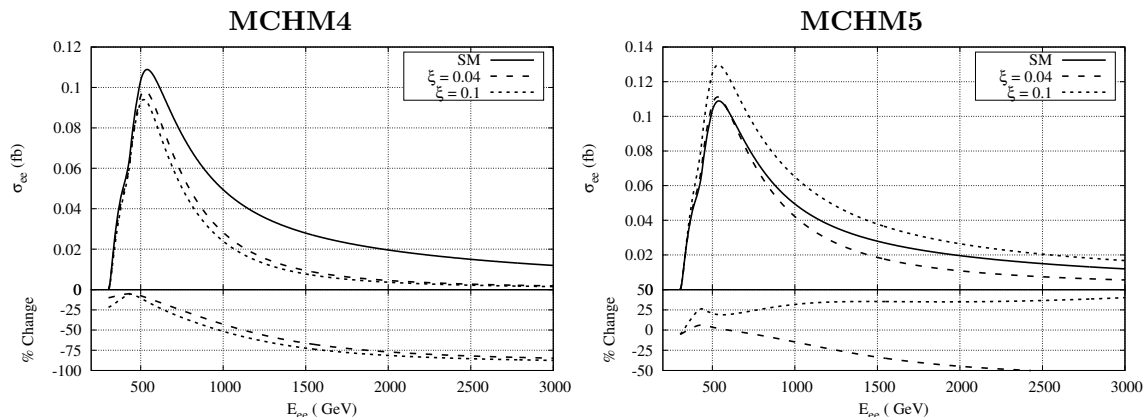 MCHM4
SM
ξ = 0.04
ξ = 0.1
0.12
0.1
0.08
0.06
0.04
0.02
0
σee (fb)
0
-25
-50
-75
-100
% Change
500 1000 1500 2000 2500 3000
Eee ( GeV)
MCHM5
SM
ξ = 0.04
ξ = 0.1
0.14
0.12
0.1
0.08
0.06
0.04
0.02
0
σee (fb)
50
25
0
-25
-50
% Change
500 1000 1500 2000 2500 3000
Eee ( GeV)